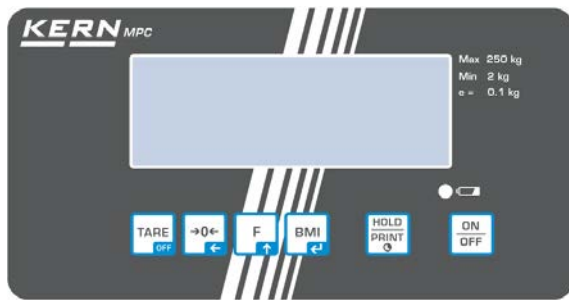 KERN MPC
Max 250 kg
Min 2 kg
e = 0.1 kg
TARE OFF
→0← ←
F ↑
BMI ↵
HOLD
PRINT
ON
OFF